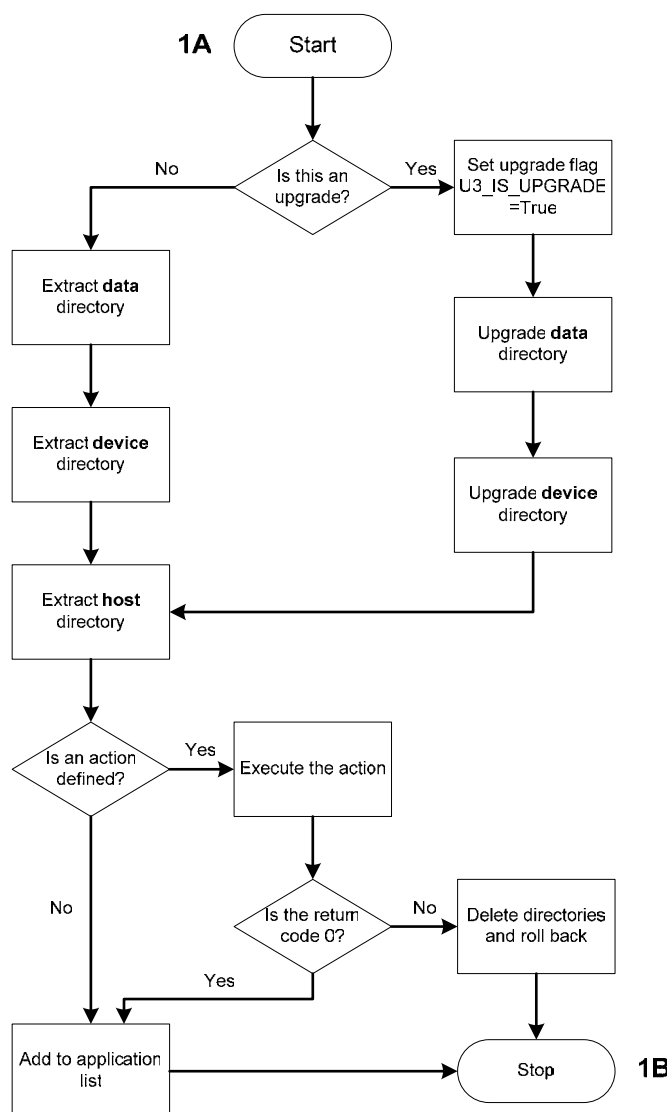 1A
Start
No
Is this an
upgrade?
Yes
Set upgrade flag
U3_IS_UPGRADE
=True
Extract data
directory
Upgrade data
directory
Extract device
directory
Upgrade device
directory
Extract host
directory
Is an action
defined?
Yes
Execute the action
No
Is the return
code 0?
No
Delete directories
and roll back
Yes
Add to application
list
Stop
1B